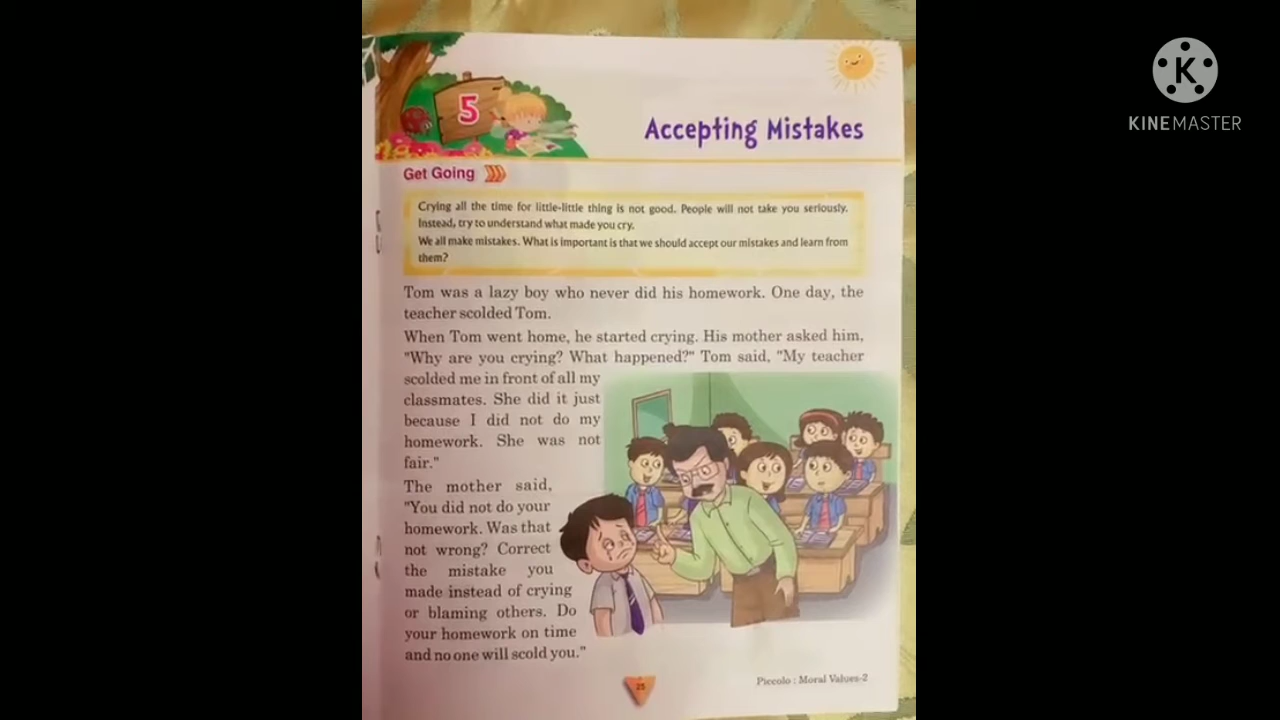 K
KINEMASTER
5
Accepting Mistakes
Get Going
Crying all the time for little-little thing is not good. People will not take you seriously.
Instead, try to understand what made you cry.
We all make mistakes. What is important is that we should accept our mistakes and learn from
them?
Tom was a lazy boy who never did his homework. One day, the
teacher scolded Tom.
When Tom went home, he started crying. His mother asked him,
"Why are you crying? What happened?" Tom said, "My teacher
scolded me in front of all my
classmates. She did it just
because I did not do my
homework. She was not
fair."
The mother said,
"You did not do your
homework. Was that
not wrong? Correct
the mistake you
made instead of crying
or blaming others. Do
your homework on time
and no one will scold you."
25
Piccolo : Moral Values-2